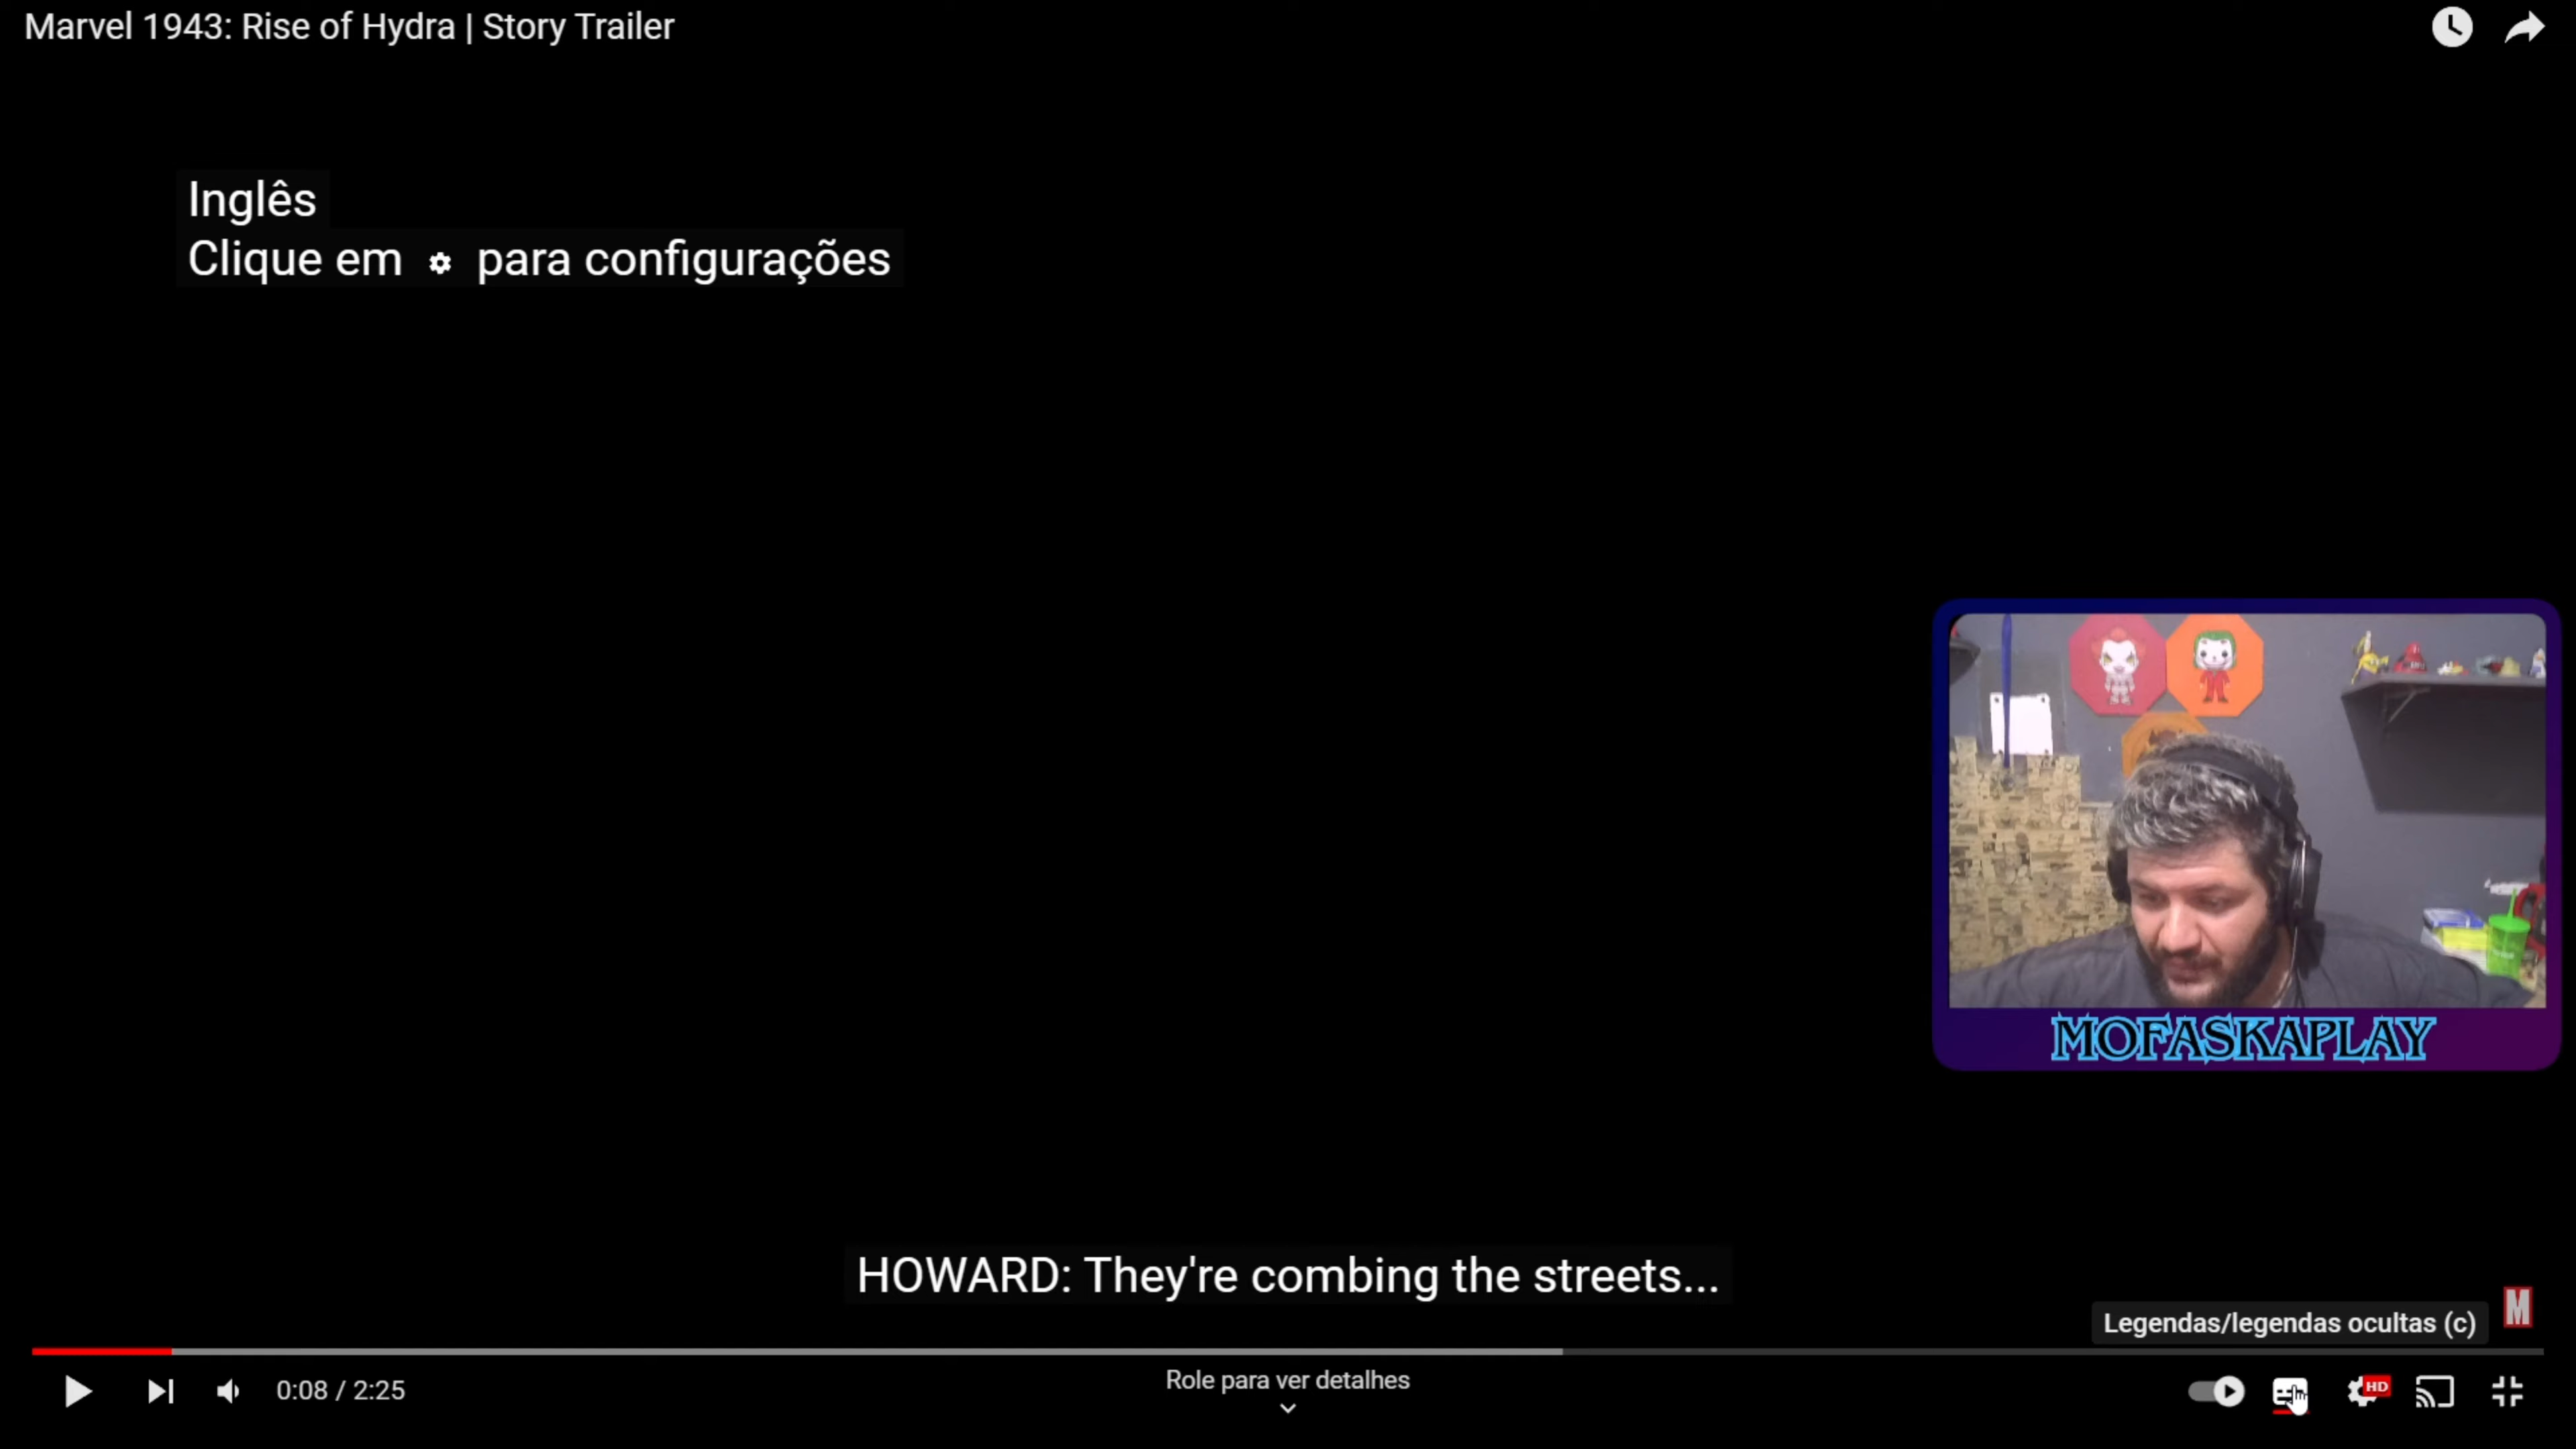 Marvel 1943: Rise of Hydra | Story Trailer
Inglês
Clique em para configurações
MOFASKAPLAY
HOWARD: They're combing the streets...
M
Legendas/legendas ocultas (c)
0:08 / 2:25
Role para ver detalhes
HD